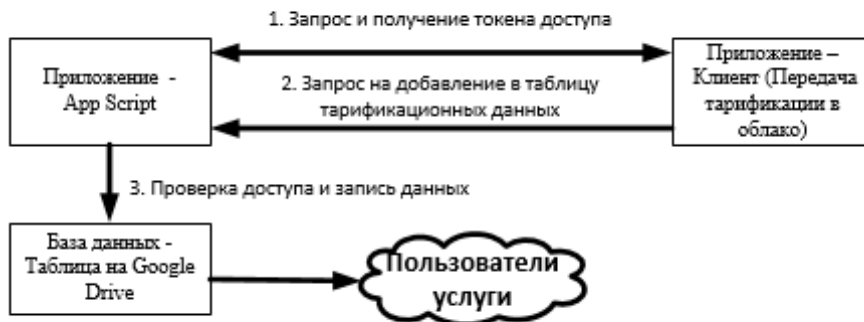 1. Запрос и получение токена доступа
Приложение -
App Script
Приложение –
Клиент (Передача
тарификации в
облако)
2. Запрос на добавление в таблицу
тарификационных данных
3. Проверка доступа и запись данных
База данных -
Таблица на Google
Drive
Пользователи
услуги